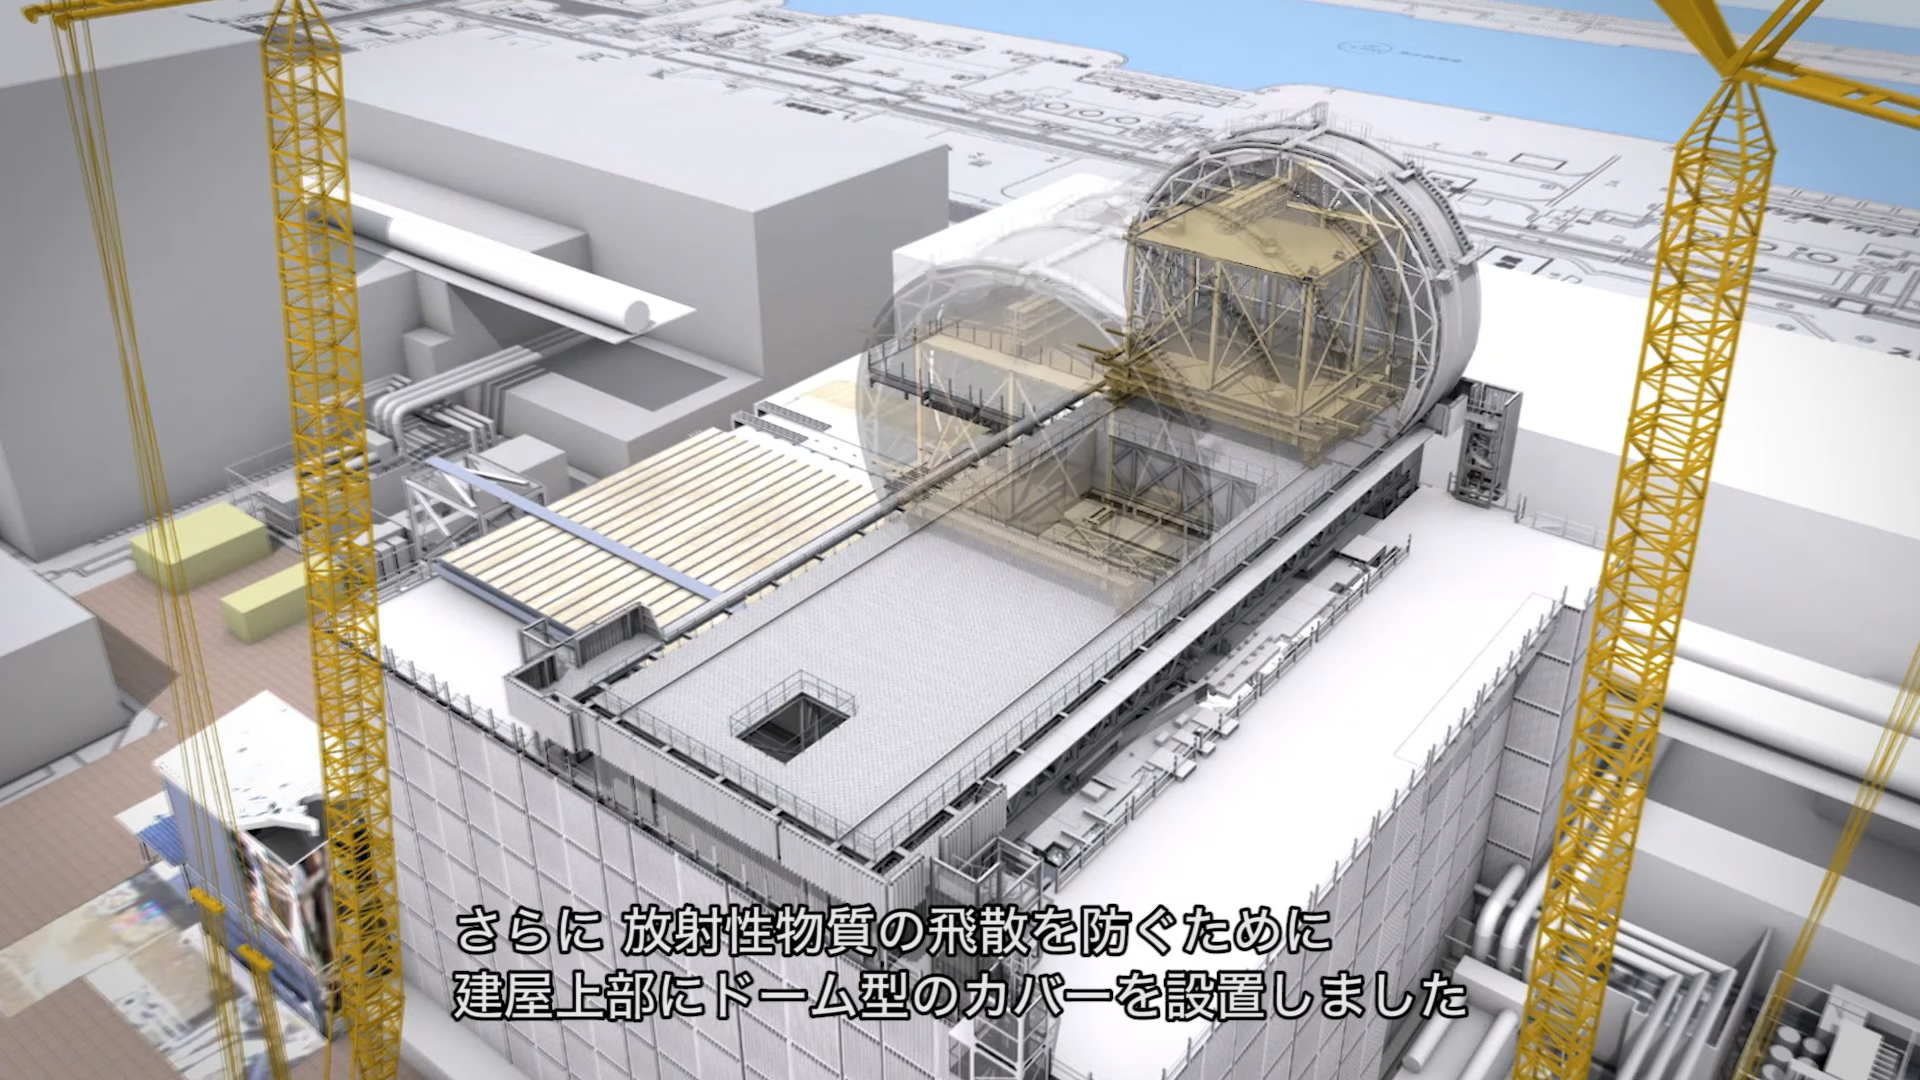 さらに 放射性物質の飛散を防ぐために
建屋上部にドーム型のカバーを設置しました